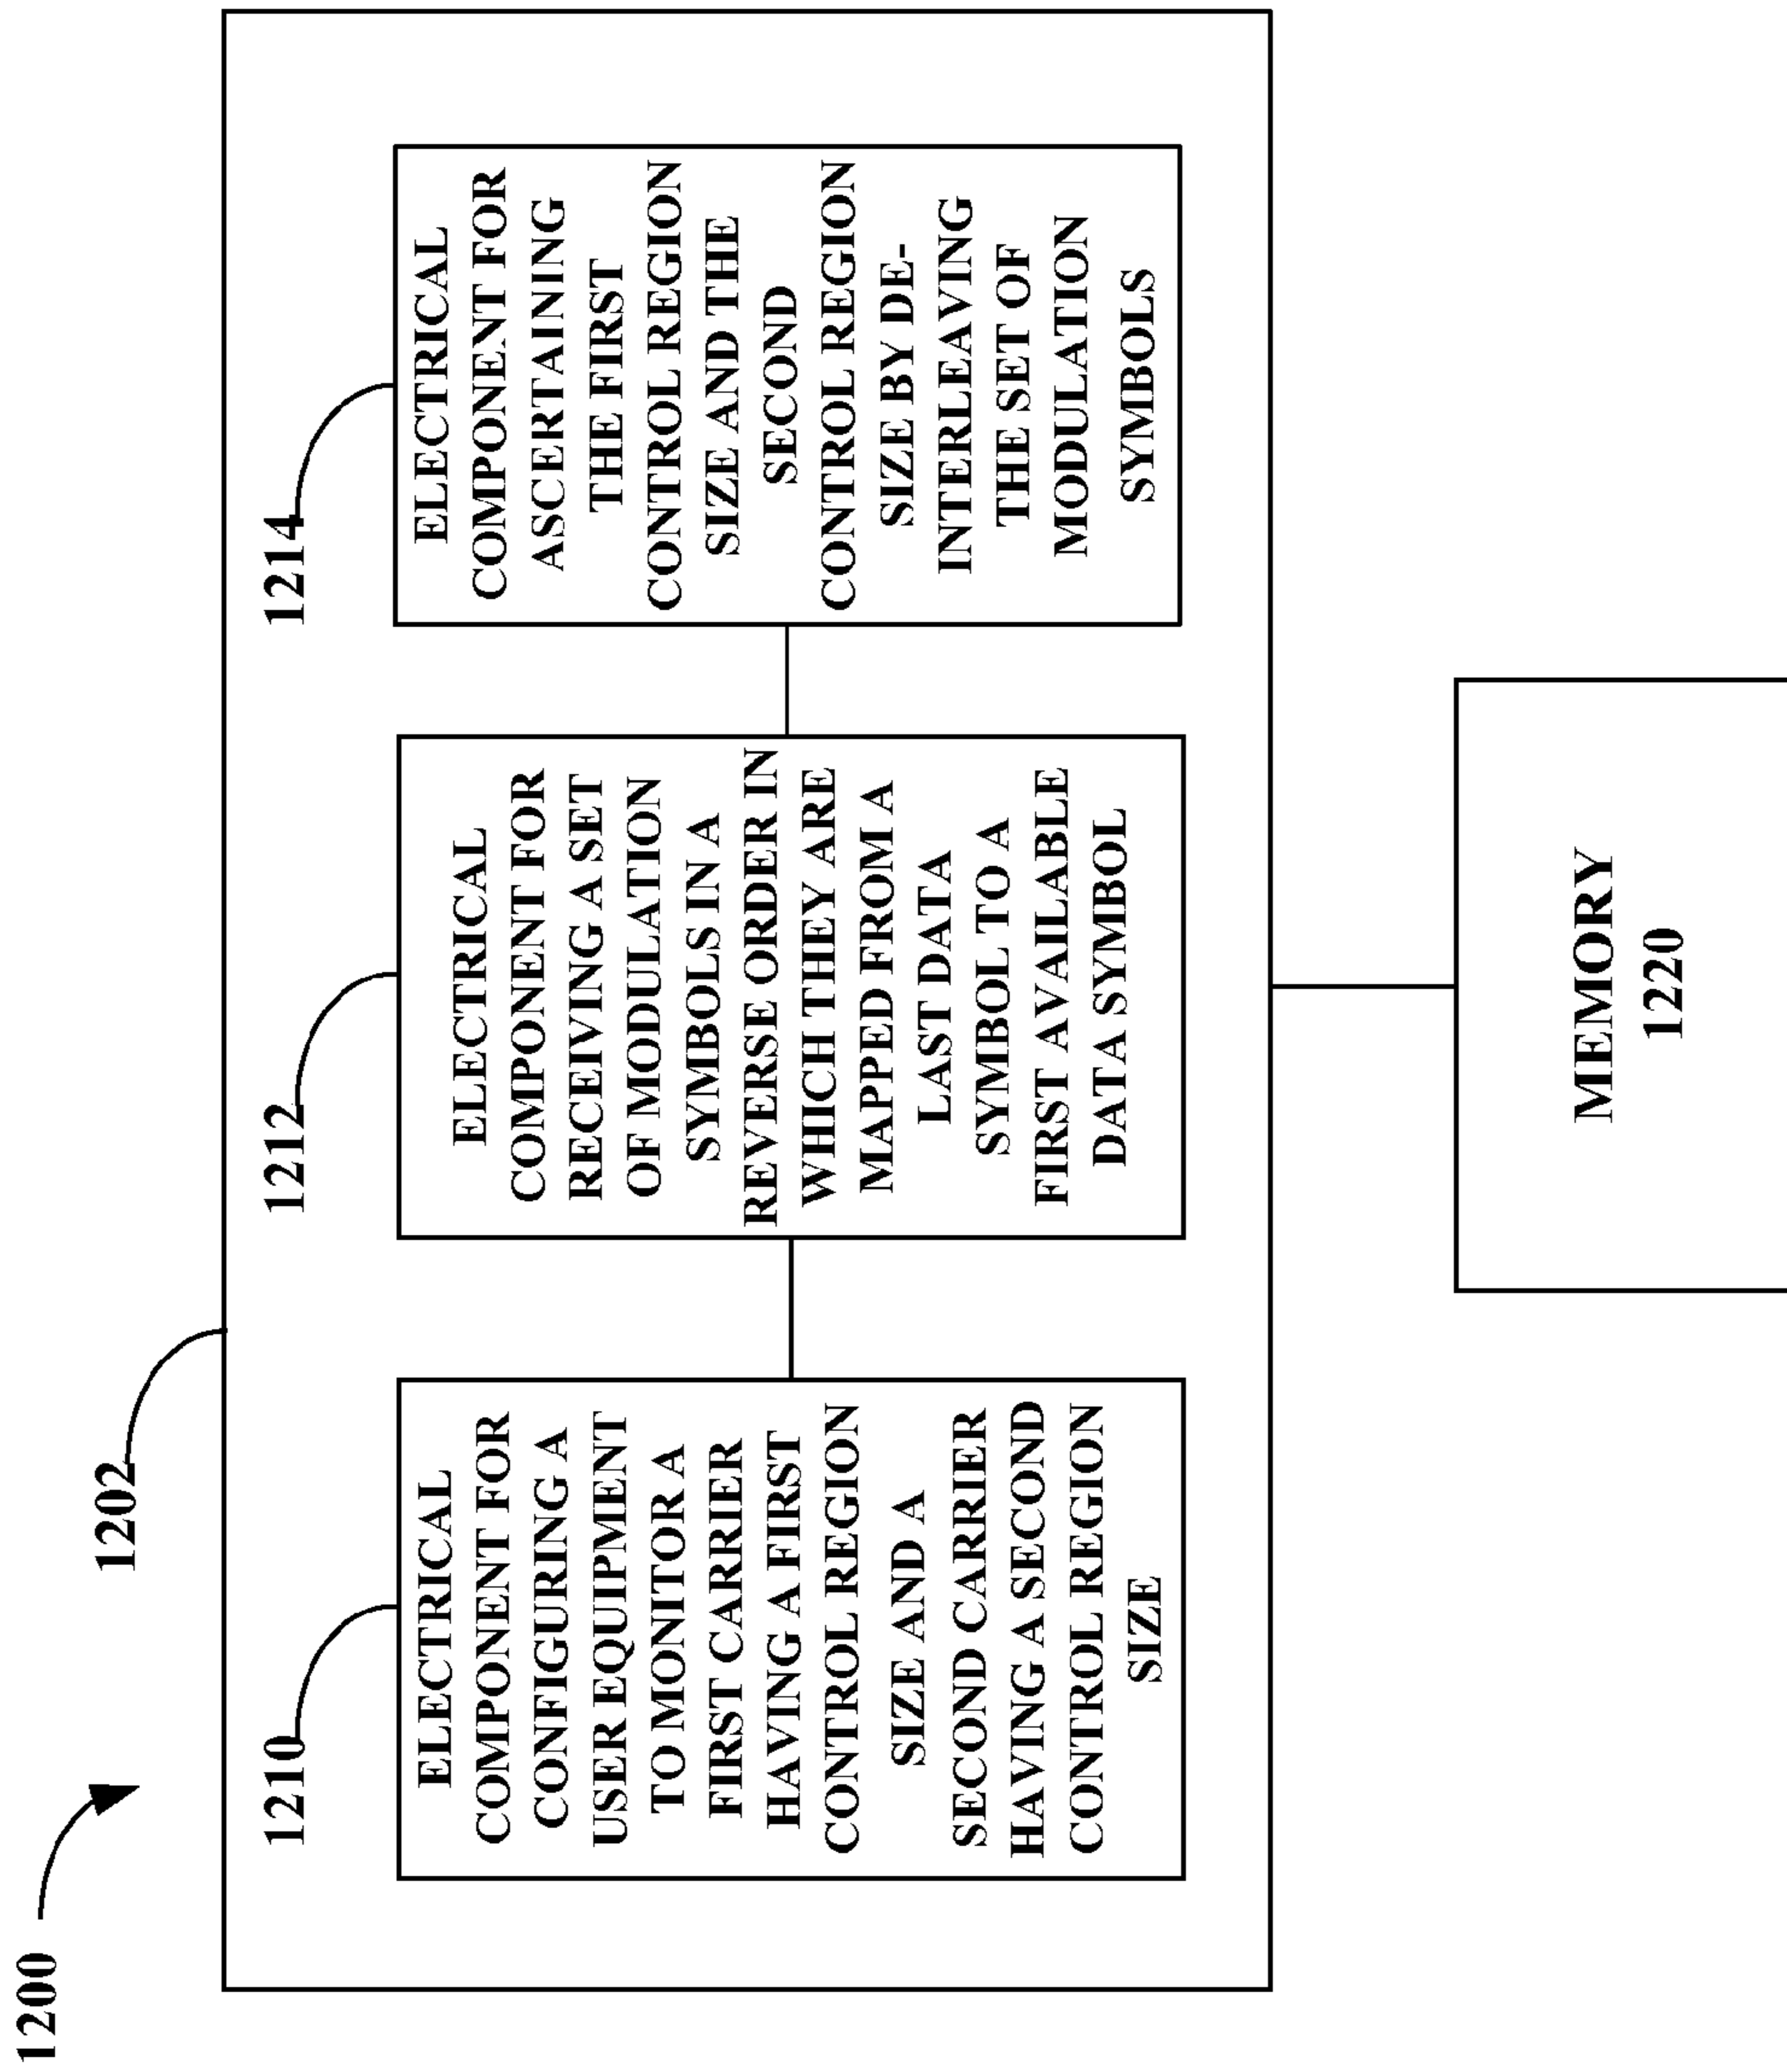 1200
1202
1210
ELECTRICAL
COMPONENT FOR
CONFIGURING A
USER EQUIPMENT
TO MONITOR A
FIRST CARRIER
HAVING A FIRST
CONTROL REGION
SIZE AND A
SECOND CARRIER
HAVING A SECOND
CONTROL REGION
SIZE
1212
ELECTRICAL
COMPONENT FOR
RECEIVING A SET
OF MODULATION
SYMBOLS IN A
REVERSE ORDER IN
WHICH THEY ARE
MAPPED FROM A
LAST DATA
SYMBOL TO A
FIRST AVAILABLE
DATA SYMBOL
1214
ELECTRICAL
COMPONENT FOR
ASCERTAINING
THE FIRST
CONTROL REGION
SIZE AND THE
SECOND
CONTROL REGION
SIZE BY DE-
INTERLEAVING
THE SET OF
MODULATION
SYMBOLS
MEMORY
1220